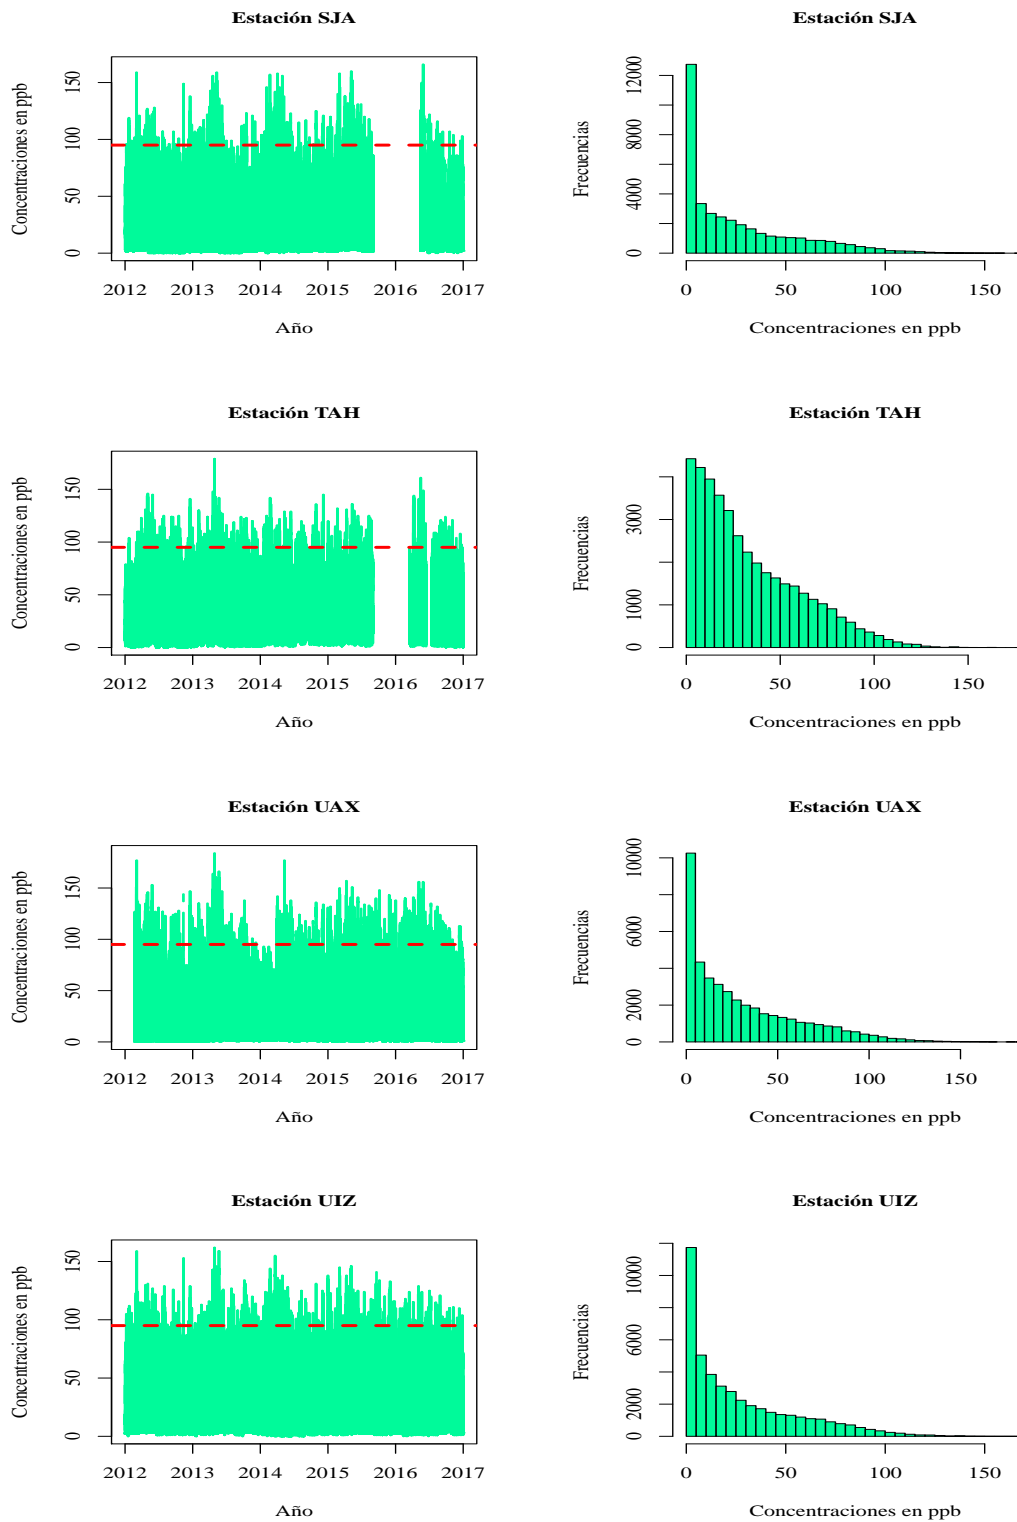 Estación SJA
Concentraciones en ppb
150
100
50
0
2012 2013 2014 2015 2016 2017
Año
Estación SJA
Frecuencias
12000
8000
4000
0
0 50 100 150
Concentraciones en ppb
Estación TAH
Concentraciones en ppb
150
100
50
0
2012 2013 2014 2015 2016 2017
Año
Estación TAH
Frecuencias
3000
1000
0
0 50 100 150
Concentraciones en ppb
Estación UAX
Concentraciones en ppb
150
100
50
0
2012 2013 2014 2015 2016 2017
Año
Estación UAX
Frecuencias
10000
6000
2000
0
0 50 100 150
Concentraciones en ppb
Estación UIZ
Concentraciones en ppb
150
100
50
0
2012 2013 2014 2015 2016 2017
Año
Estación UIZ
Frecuencias
10000
6000
2000
0
0 50 100 150
Concentraciones en ppb